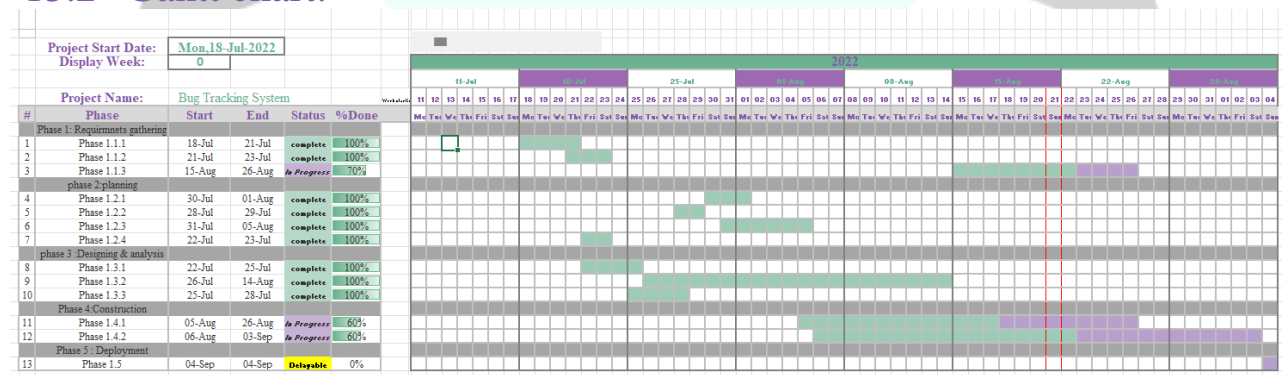 Project Start Date: Mon,18-Jul-2022
Display Week: 0
2022
11-Jul 18-Jul 25-Jul 01-Aug 08-Aug 15-Aug 22-Aug 29-Aug
Project Name: Bug Tracking System
11 12 13 14 15 16 17 18 19 20 21 22 23 24 25 26 27 28 29 30 31 01 02 03 04 05 06 07 08 09 10 11 12 13 14 15 16 17 18 19 20 21 22 23 24 25 26 27 28 29 30 31 01 02 03 04
# Phase Start End Status %Done
Phase 1: Requirmnets gathering
1 Phase 1.1.1 18-Jul 21-Jul complete 100%
2 Phase 1.1.2 21-Jul 23-Jul complete 100%
3 Phase 1.1.3 15-Aug 26-Aug In Progress 70%
phase 2:planning
4 Phase 1.2.1 30-Jul 01-Aug complete 100%
5 Phase 1.2.2 28-Jul 29-Jul complete 100%
6 Phase 1.2.3 31-Jul 05-Aug complete 100%
7 Phase 1.2.4 22-Jul 23-Jul complete 100%
phase 3 :Designing & analysis
8 Phase 1.3.1 22-Jul 25-Jul complete 100%
9 Phase 1.3.2 26-Jul 14-Aug complete 100%
10 Phase 1.3.3 25-Jul 28-Jul complete 100%
Phase 4:Construction
11 Phase 1.4.1 05-Aug 26-Aug In Progress 60%
12 Phase 1.4.2 06-Aug 03-Sep In Progress 60%
Phase 5 : Deployment
13 Phase 1.5 04-Sep 04-Sep Delayable 0%